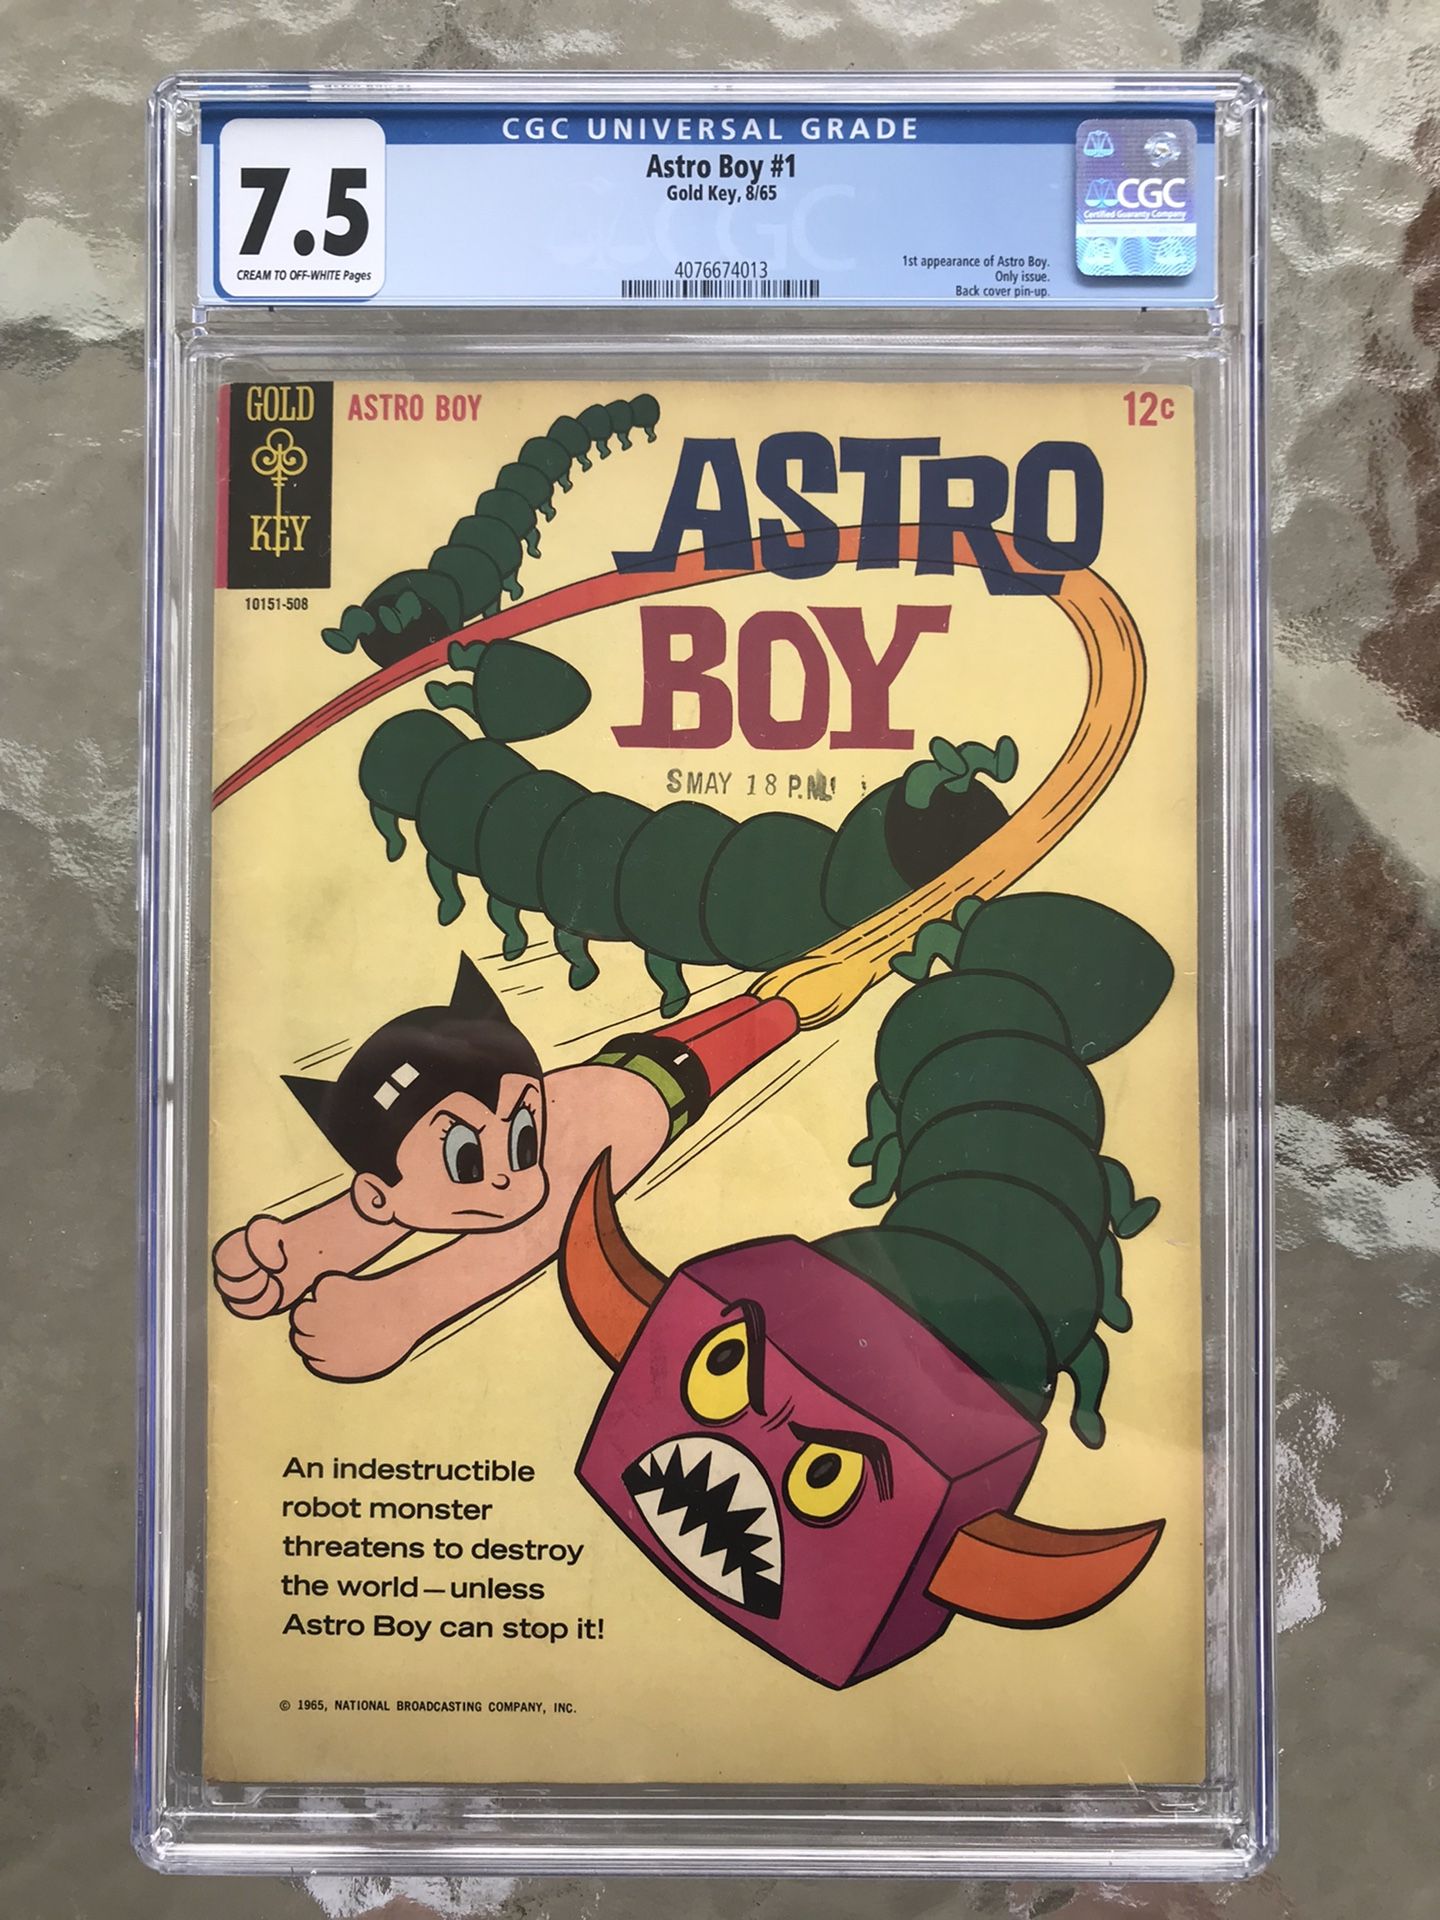 CGC UNIVERSAL GRADE
7.5
CREAM TO OFF-WHITE Pages
Astro Boy #1
Gold Key, 8/65
4076674013
1st appearance of Astro Boy.
Only issue.
Back cover pin-up.
CGC
Certified Guaranty Company
GOLD
KEY
ASTRO BOY
12c
10151-508
ASTRO
BOY
SMAY 18 P.M.
An indestructible
robot monster
threatens to destroy
the world—unless
Astro Boy can stop it!
© 1965, NATIONAL BROADCASTING COMPANY, INC.